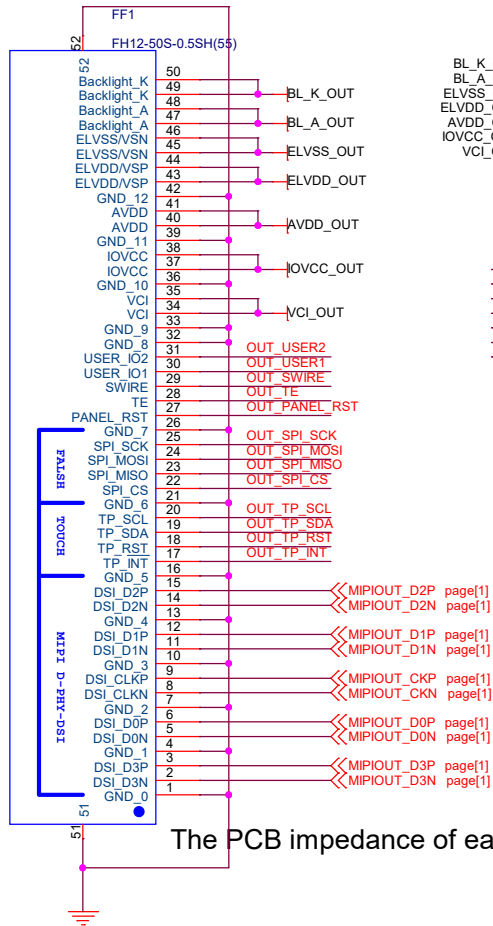 FF1
FH12-50S-0.5SH(55)
52
52
Backlight_K 50
Backlight_K 49 BL_K_OUT
Backlight_A 48
Backlight_A 47 BL_A_OUT
ELVSS/VSN 46
ELVSS/VSN 45 ELVSS_OUT
ELVDD/VSP 44
ELVDD/VSP 43 ELVDD_OUT
GND_12 42
AVDD 41
AVDD 40 AVDD_OUT
GND_11 39
IOVCC 38
IOVCC 37 IOVCC_OUT
GND_10 36
VCI 35
VCI 34 VCI_OUT
GND_9 33
GND_8 32
USER_IO2 31 OUT_USER2
USER_IO1 30 OUT_USER1
SWIRE 29 OUT_SWIRE
TE 28 OUT_TE
PANEL_RST 27 OUT_PANEL_RST
GND_7 26
SPI_SCK 25 OUT_SPI_SCK
SPI_MOSI 24 OUT_SPI_MOSI
SPI_MISO 23 OUT_SPI_MISO
SPI_CS 22 OUT_SPI_CS
GND_6 21
TP_SCL 20 OUT_TP_SCL
TP_SDA 19 OUT_TP_SDA
TP_RST 18 OUT_TP_RST
TP_INT 17 OUT_TP_INT
GND_5 16
DSI_D2P 15 MIPIOUT_D2P page[1]
DSI_D2N 14 MIPIOUT_D2N page[1]
GND_4 13
DSI_D1P 12 MIPIOUT_D1P page[1]
DSI_D1N 11 MIPIOUT_D1N page[1]
GND_3 10
DSI_CLKP 9 MIPIOUT_CKP page[1]
DSI_CLKN 8 MIPIOUT_CKN page[1]
GND_2 7
DSI_D0P 6 MIPIOUT_D0P page[1]
DSI_D0N 5 MIPIOUT_D0N page[1]
GND_1 4
DSI_D3P 3 MIPIOUT_D3P page[1]
DSI_D3N 2 MIPIOUT_D3N page[1]
GND_0 1
51
51
FALSH
TOUCH
MIPI D-PHY-DSI
BL_K_
BL_A_
ELVSS_
ELVDD_
AVDD_
IOVCC_
VCI_
The PCB impedance of ea